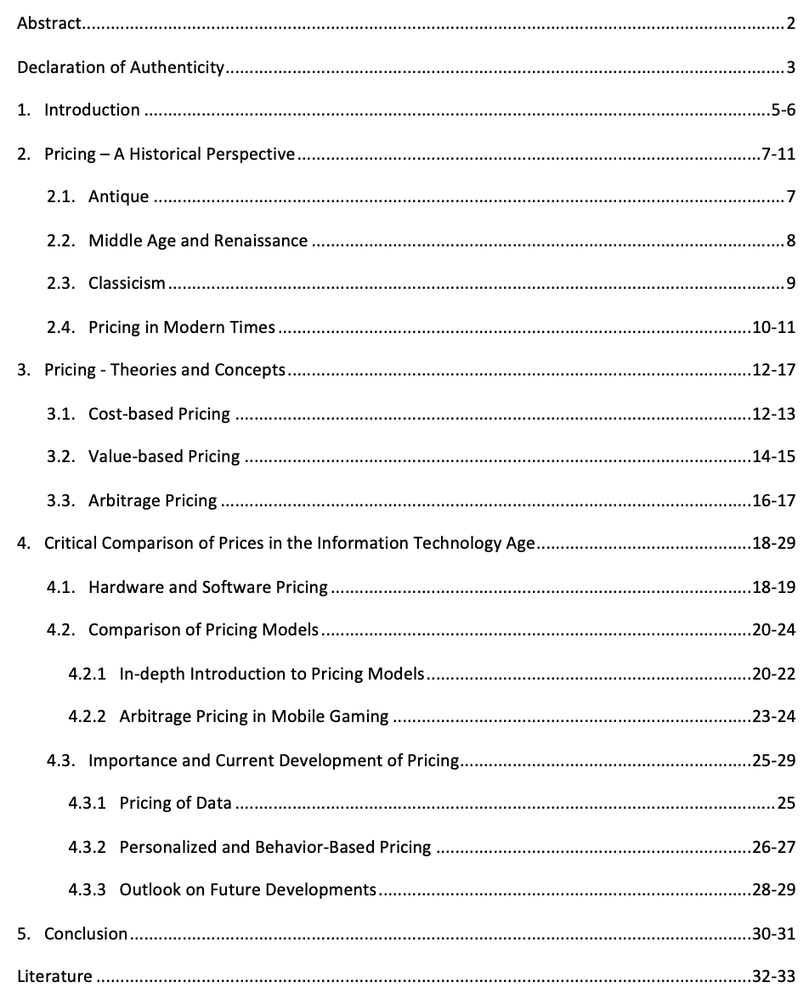 Abstract.....2
Declaration of Authenticity.....3
1. Introduction.....5-6
2. Pricing – A Historical Perspective.....7-11
2.1. Antique.....7
2.2. Middle Age and Renaissance.....8
2.3. Classicism.....9
2.4. Pricing in Modern Times.....10-11
3. Pricing - Theories and Concepts.....12-17
3.1. Cost-based Pricing.....12-13
3.2. Value-based Pricing.....14-15
3.3. Arbitrage Pricing.....16-17
4. Critical Comparison of Prices in the Information Technology Age.....18-29
4.1. Hardware and Software Pricing.....18-19
4.2. Comparison of Pricing Models.....20-24
4.2.1 In-depth Introduction to Pricing Models.....20-22
4.2.2 Arbitrage Pricing in Mobile Gaming.....23-24
4.3. Importance and Current Development of Pricing.....25-29
4.3.1 Pricing of Data.....25
4.3.2 Personalized and Behavior-Based Pricing.....26-27
4.3.3 Outlook on Future Developments.....28-29
5. Conclusion.....30-31
Literature.....32-33